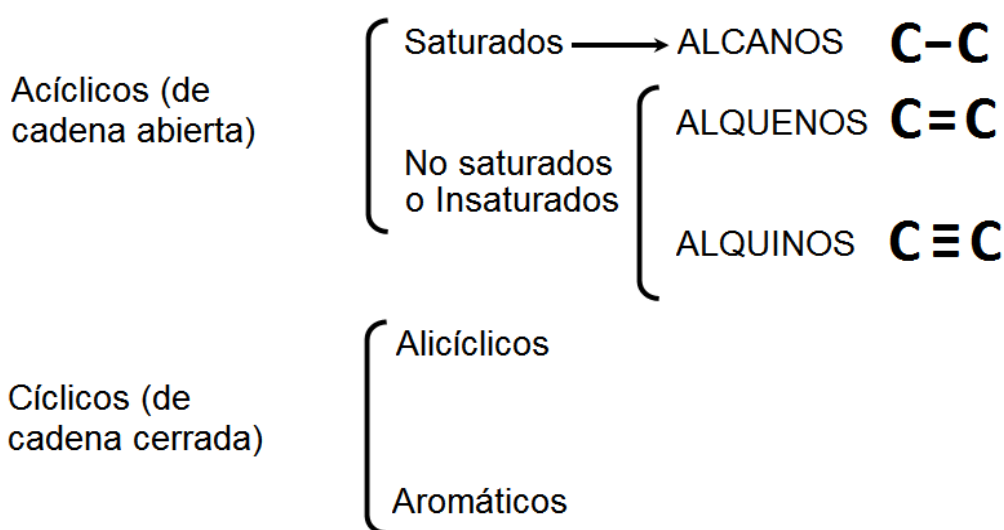 Saturados ALCANOS C–C
Acíclicos (de
cadena abierta)
ALQUENOS C=C
No saturados
o Insaturados
ALQUINOS C≡C
Alicíclicos
Cíclicos (de
cadena cerrada)
Aromáticos